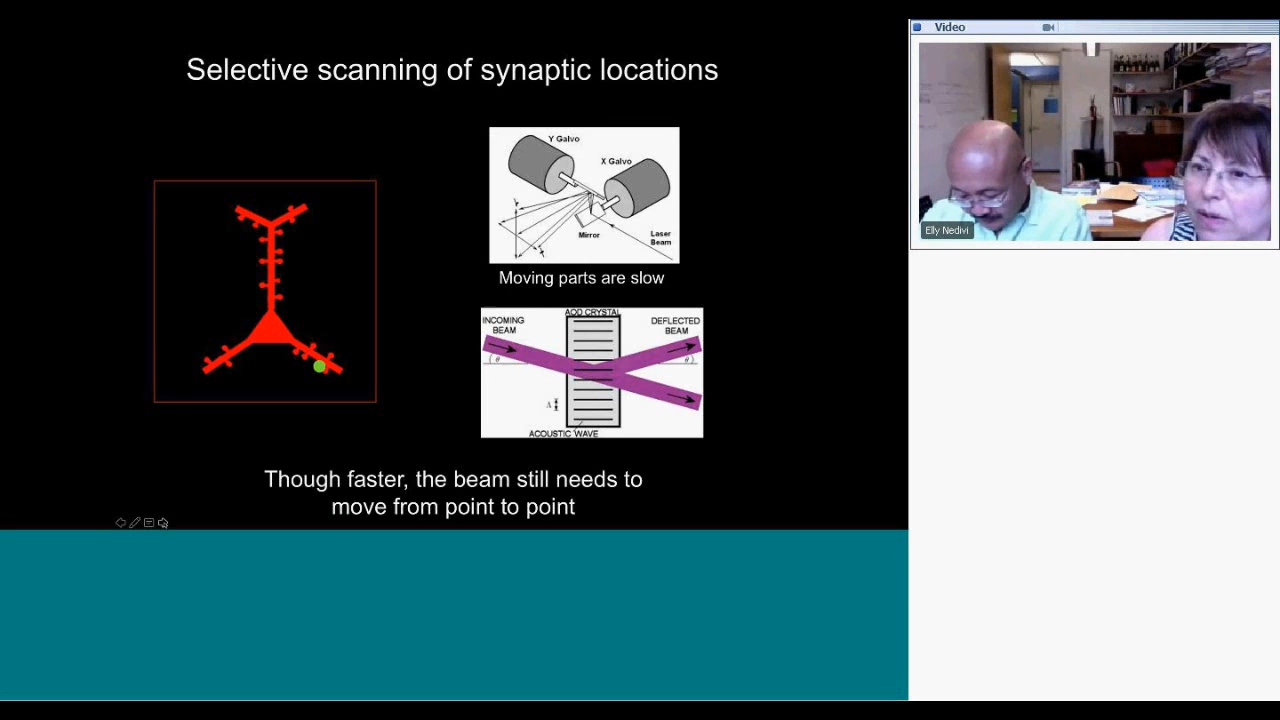 Selective scanning of synaptic locations
Y Galvo
X Galvo
Mirror
Laser
Beam
Moving parts are slow
AOD CRYSTAL
INCOMING
BEAM
DEFLECTED
BEAM
θ
θ
Λ
ACOUSTIC WAVE
Though faster, the beam still needs to
move from point to point
Video
Elly Nedivi